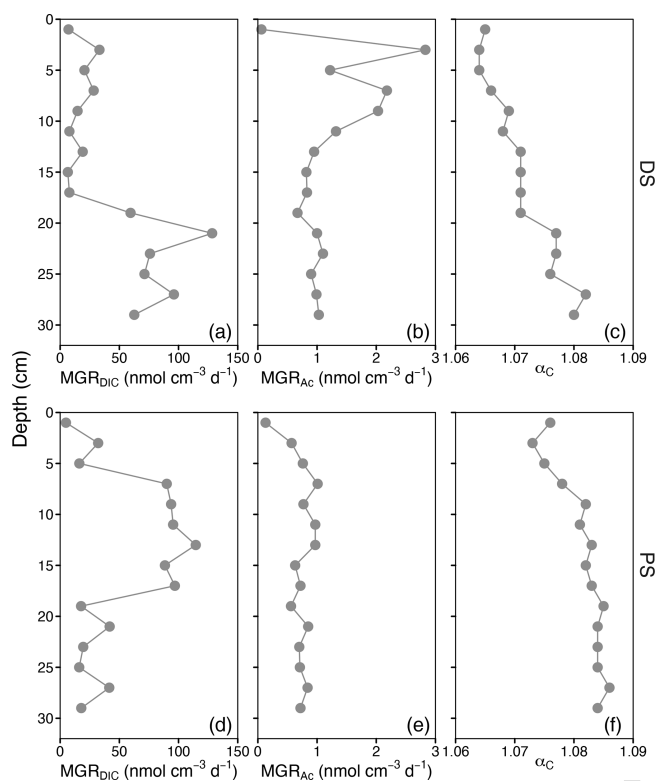 0
5
10
15
20
25
30
(a)
0 50 100 150
MGR_DIC (nmol cm⁻³ d⁻¹)
(b)
0 1 2 3
MGR_Ac (nmol cm⁻³ d⁻¹)
(c)
1.06 1.07 1.08 1.09
α_C
DS
Depth (cm)
0
5
10
15
20
25
30
(d)
0 50 100 150
MGR_DIC (nmol cm⁻³ d⁻¹)
(e)
0 1 2 3
MGR_Ac (nmol cm⁻³ d⁻¹)
(f)
1.06 1.07 1.08 1.09
α_C
PS